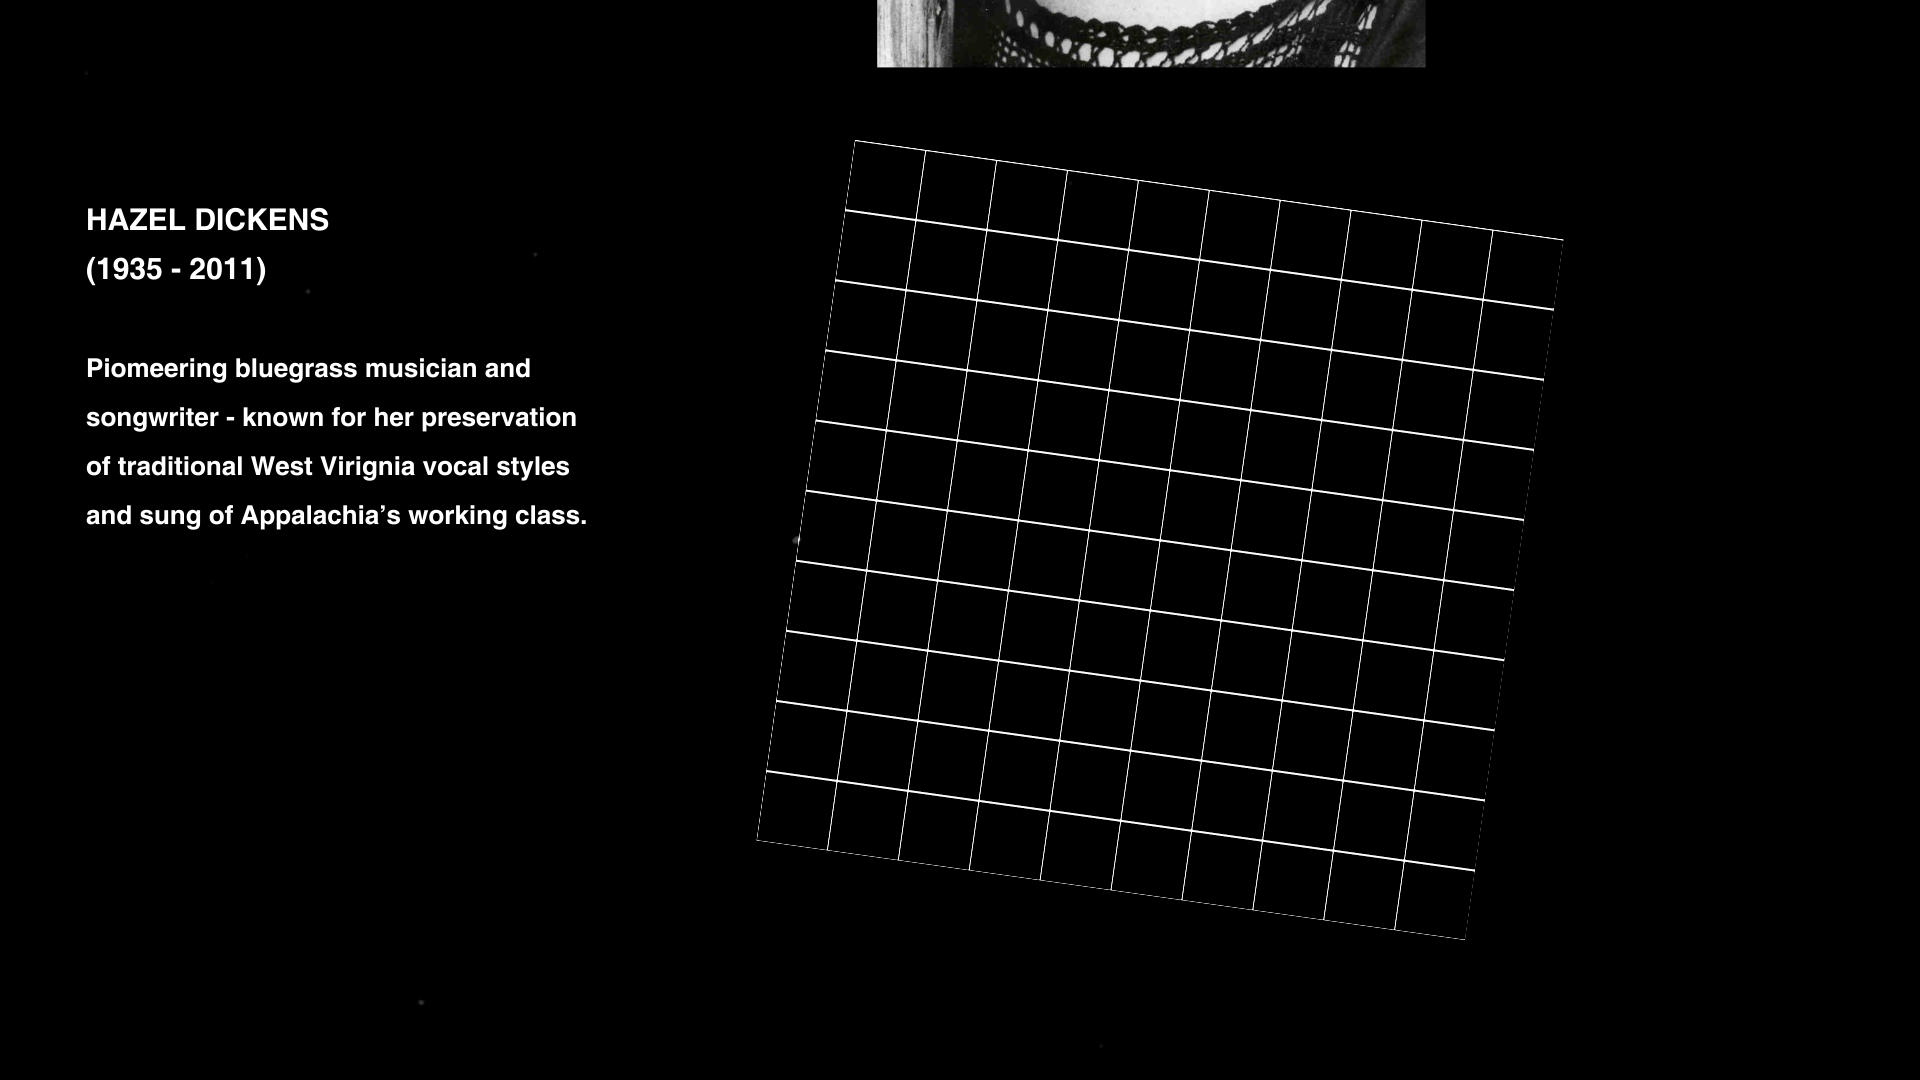 HAZEL DICKENS
(1935 - 2011)
Piomeering bluegrass musician and
songwriter - known for her preservation
of traditional West Virignia vocal styles
and sung of Appalachia’s working class.